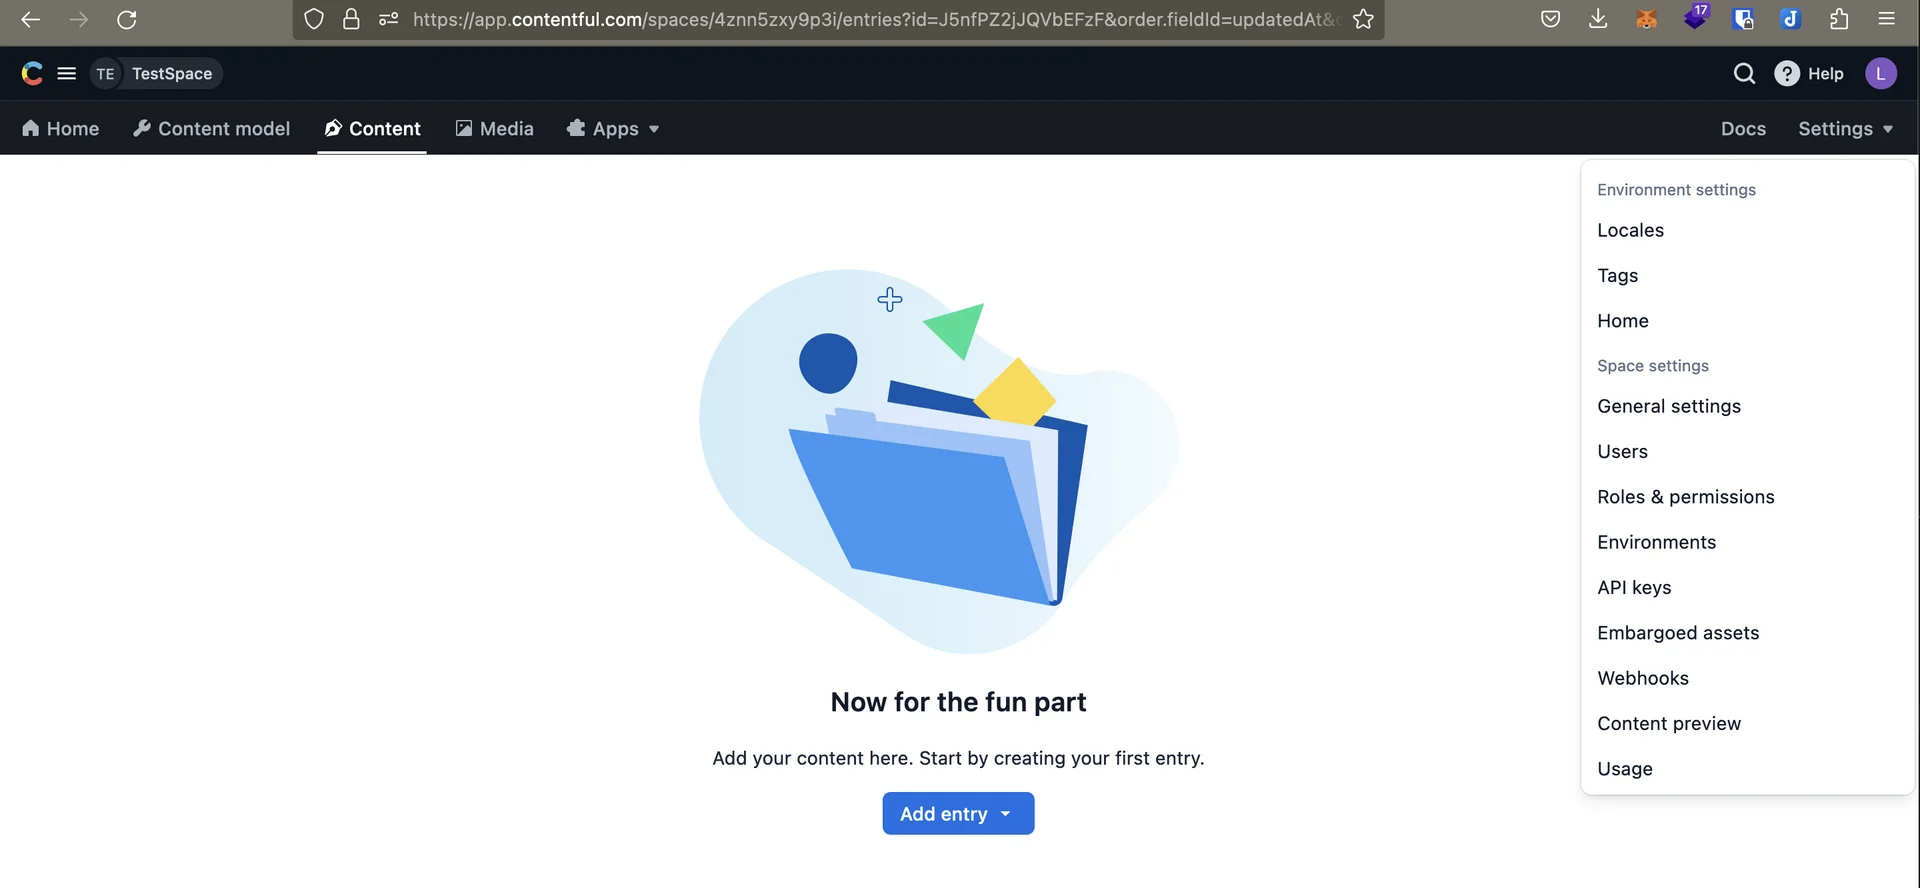 https://app.contentful.com/spaces/4znn5zxy9p3i/entries?id=J5nfPZ2jJQVbEFzF&order.fieldId=updatedAt&
17
TE TestSpace
? Help L
Home Content model Content Media Apps Docs Settings
Environment settings
Locales
Tags
Home
Space settings
General settings
Users
Roles & permissions
Environments
API keys
Embargoed assets
Webhooks
Content preview
Usage
Now for the fun part
Add your content here. Start by creating your first entry.
Add entry